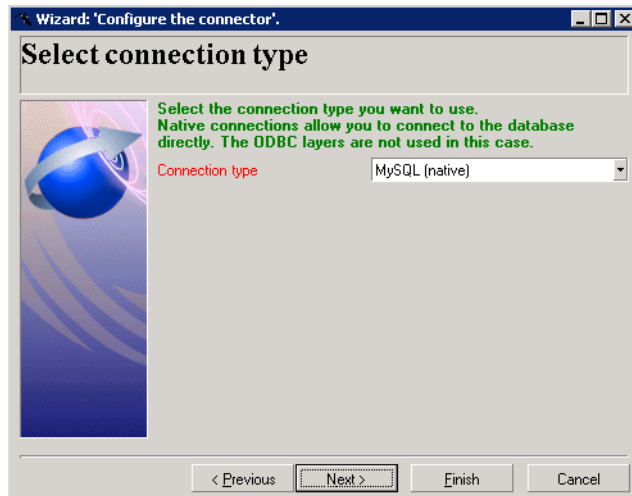 Wizard: 'Configure the connector'.
Select connection type
Select the connection type you want to use.
Native connections allow you to connect to the database
directly. The ODBC layers are not used in this case.
Connection type MySQL (native)
< Previous Next > Finish Cancel